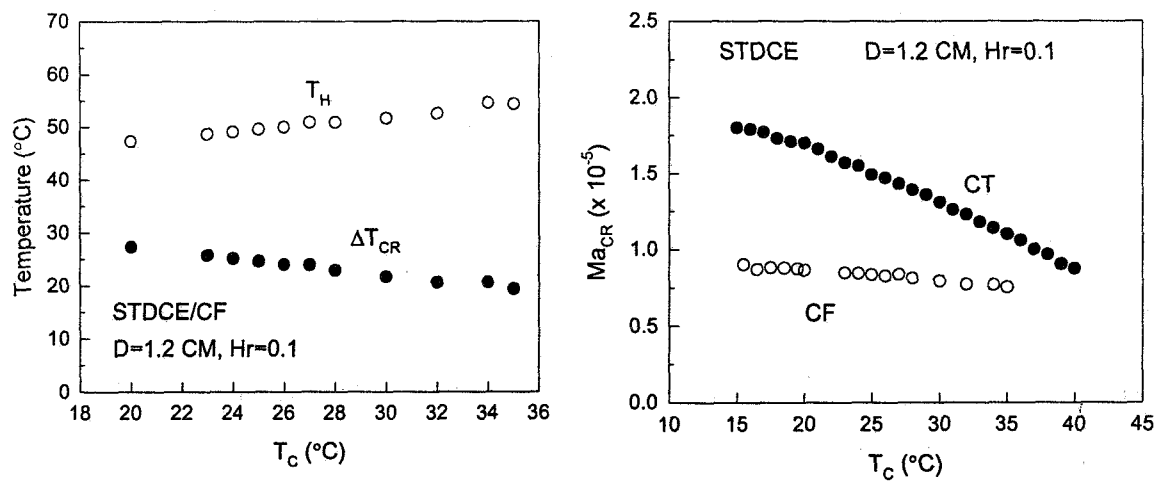 70
60
50
40
30
20
10
0
Temperature (°C)
T_H
ΔT_CR
STDCE/CF
D=1.2 CM, Hr=0.1
18 20 22 24 26 28 30 32 34 36
T_C (°C)
2.5
2.0
1.5
1.0
0.5
0.0
Ma_CR (x 10^-5)
STDCE D=1.2 CM, Hr=0.1
CT
CF
10 15 20 25 30 35 40 45
T_C (°C)